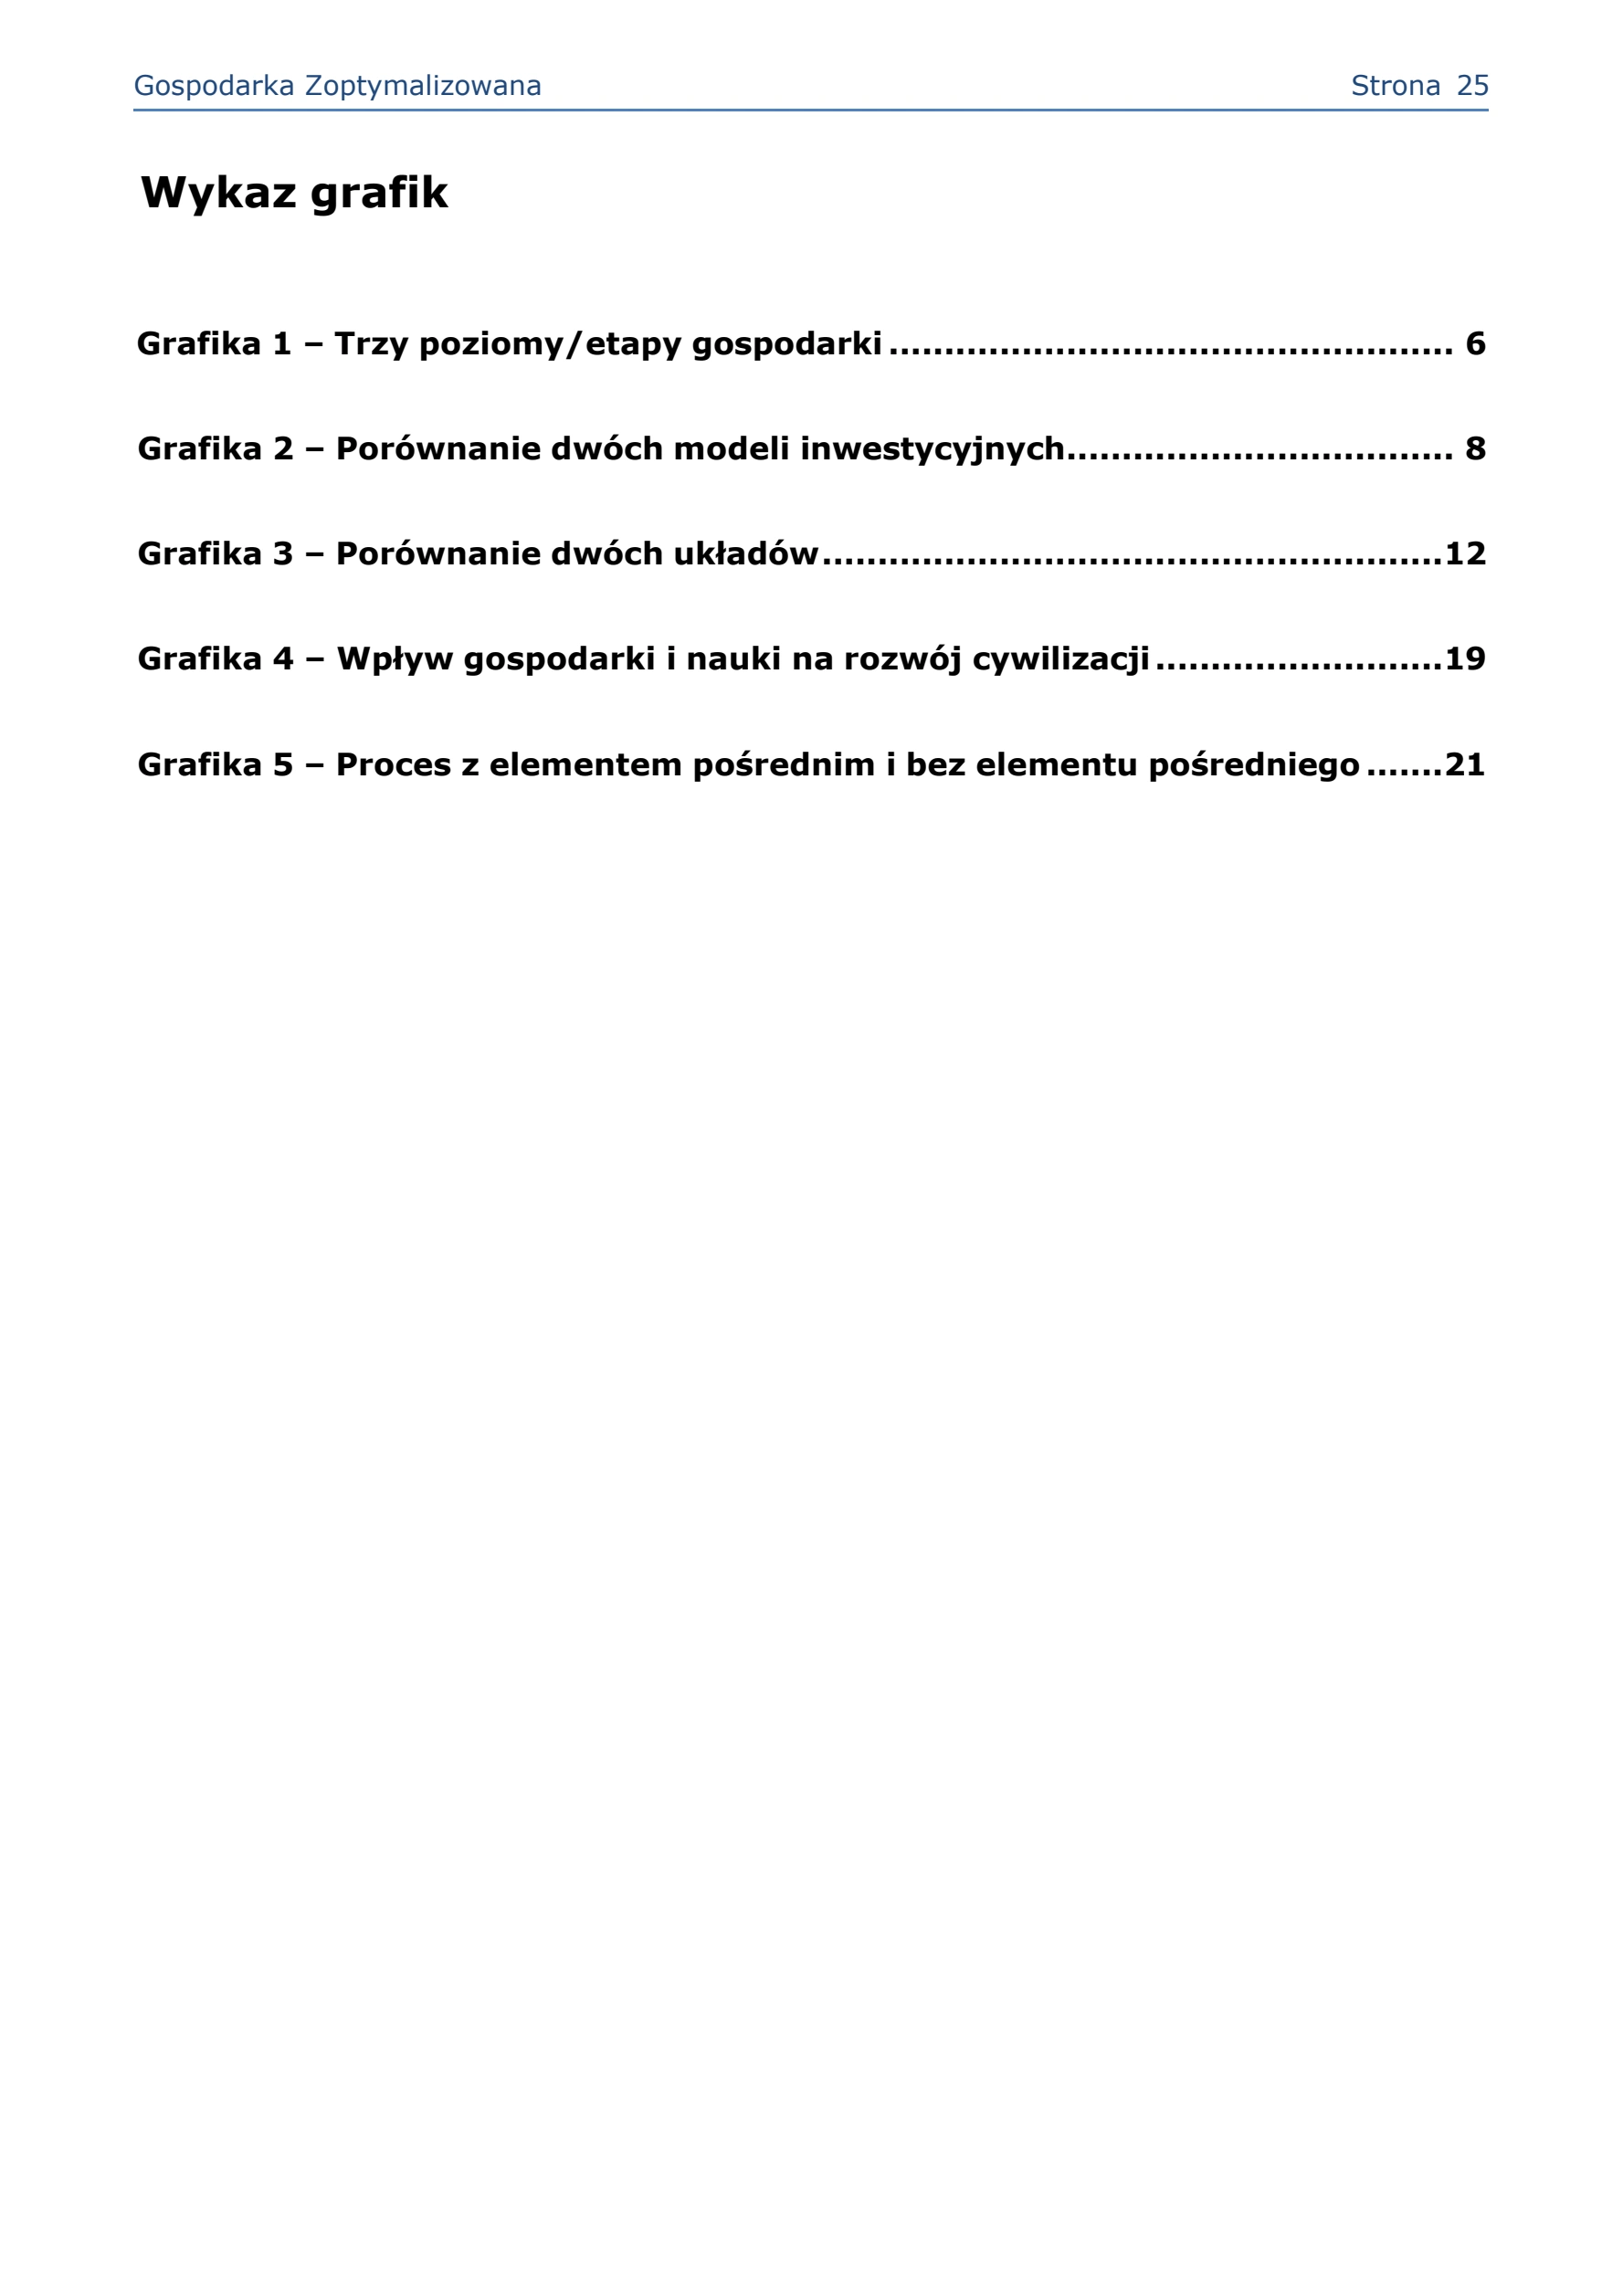 Gospodarka Zoptymalizowana Strona 25
Wykaz grafik
Grafika 1 – Trzy poziomy/etapy gospodarki.................................................. 6
Grafika 2 – Porównanie dwóch modeli inwestycyjnych.................................. 8
Grafika 3 – Porównanie dwóch układów.......................................................12
Grafika 4 – Wpływ gospodarki i nauki na rozwój cywilizacji.........................19
Grafika 5 – Proces z elementem pośrednim i bez elementu pośredniego.......21